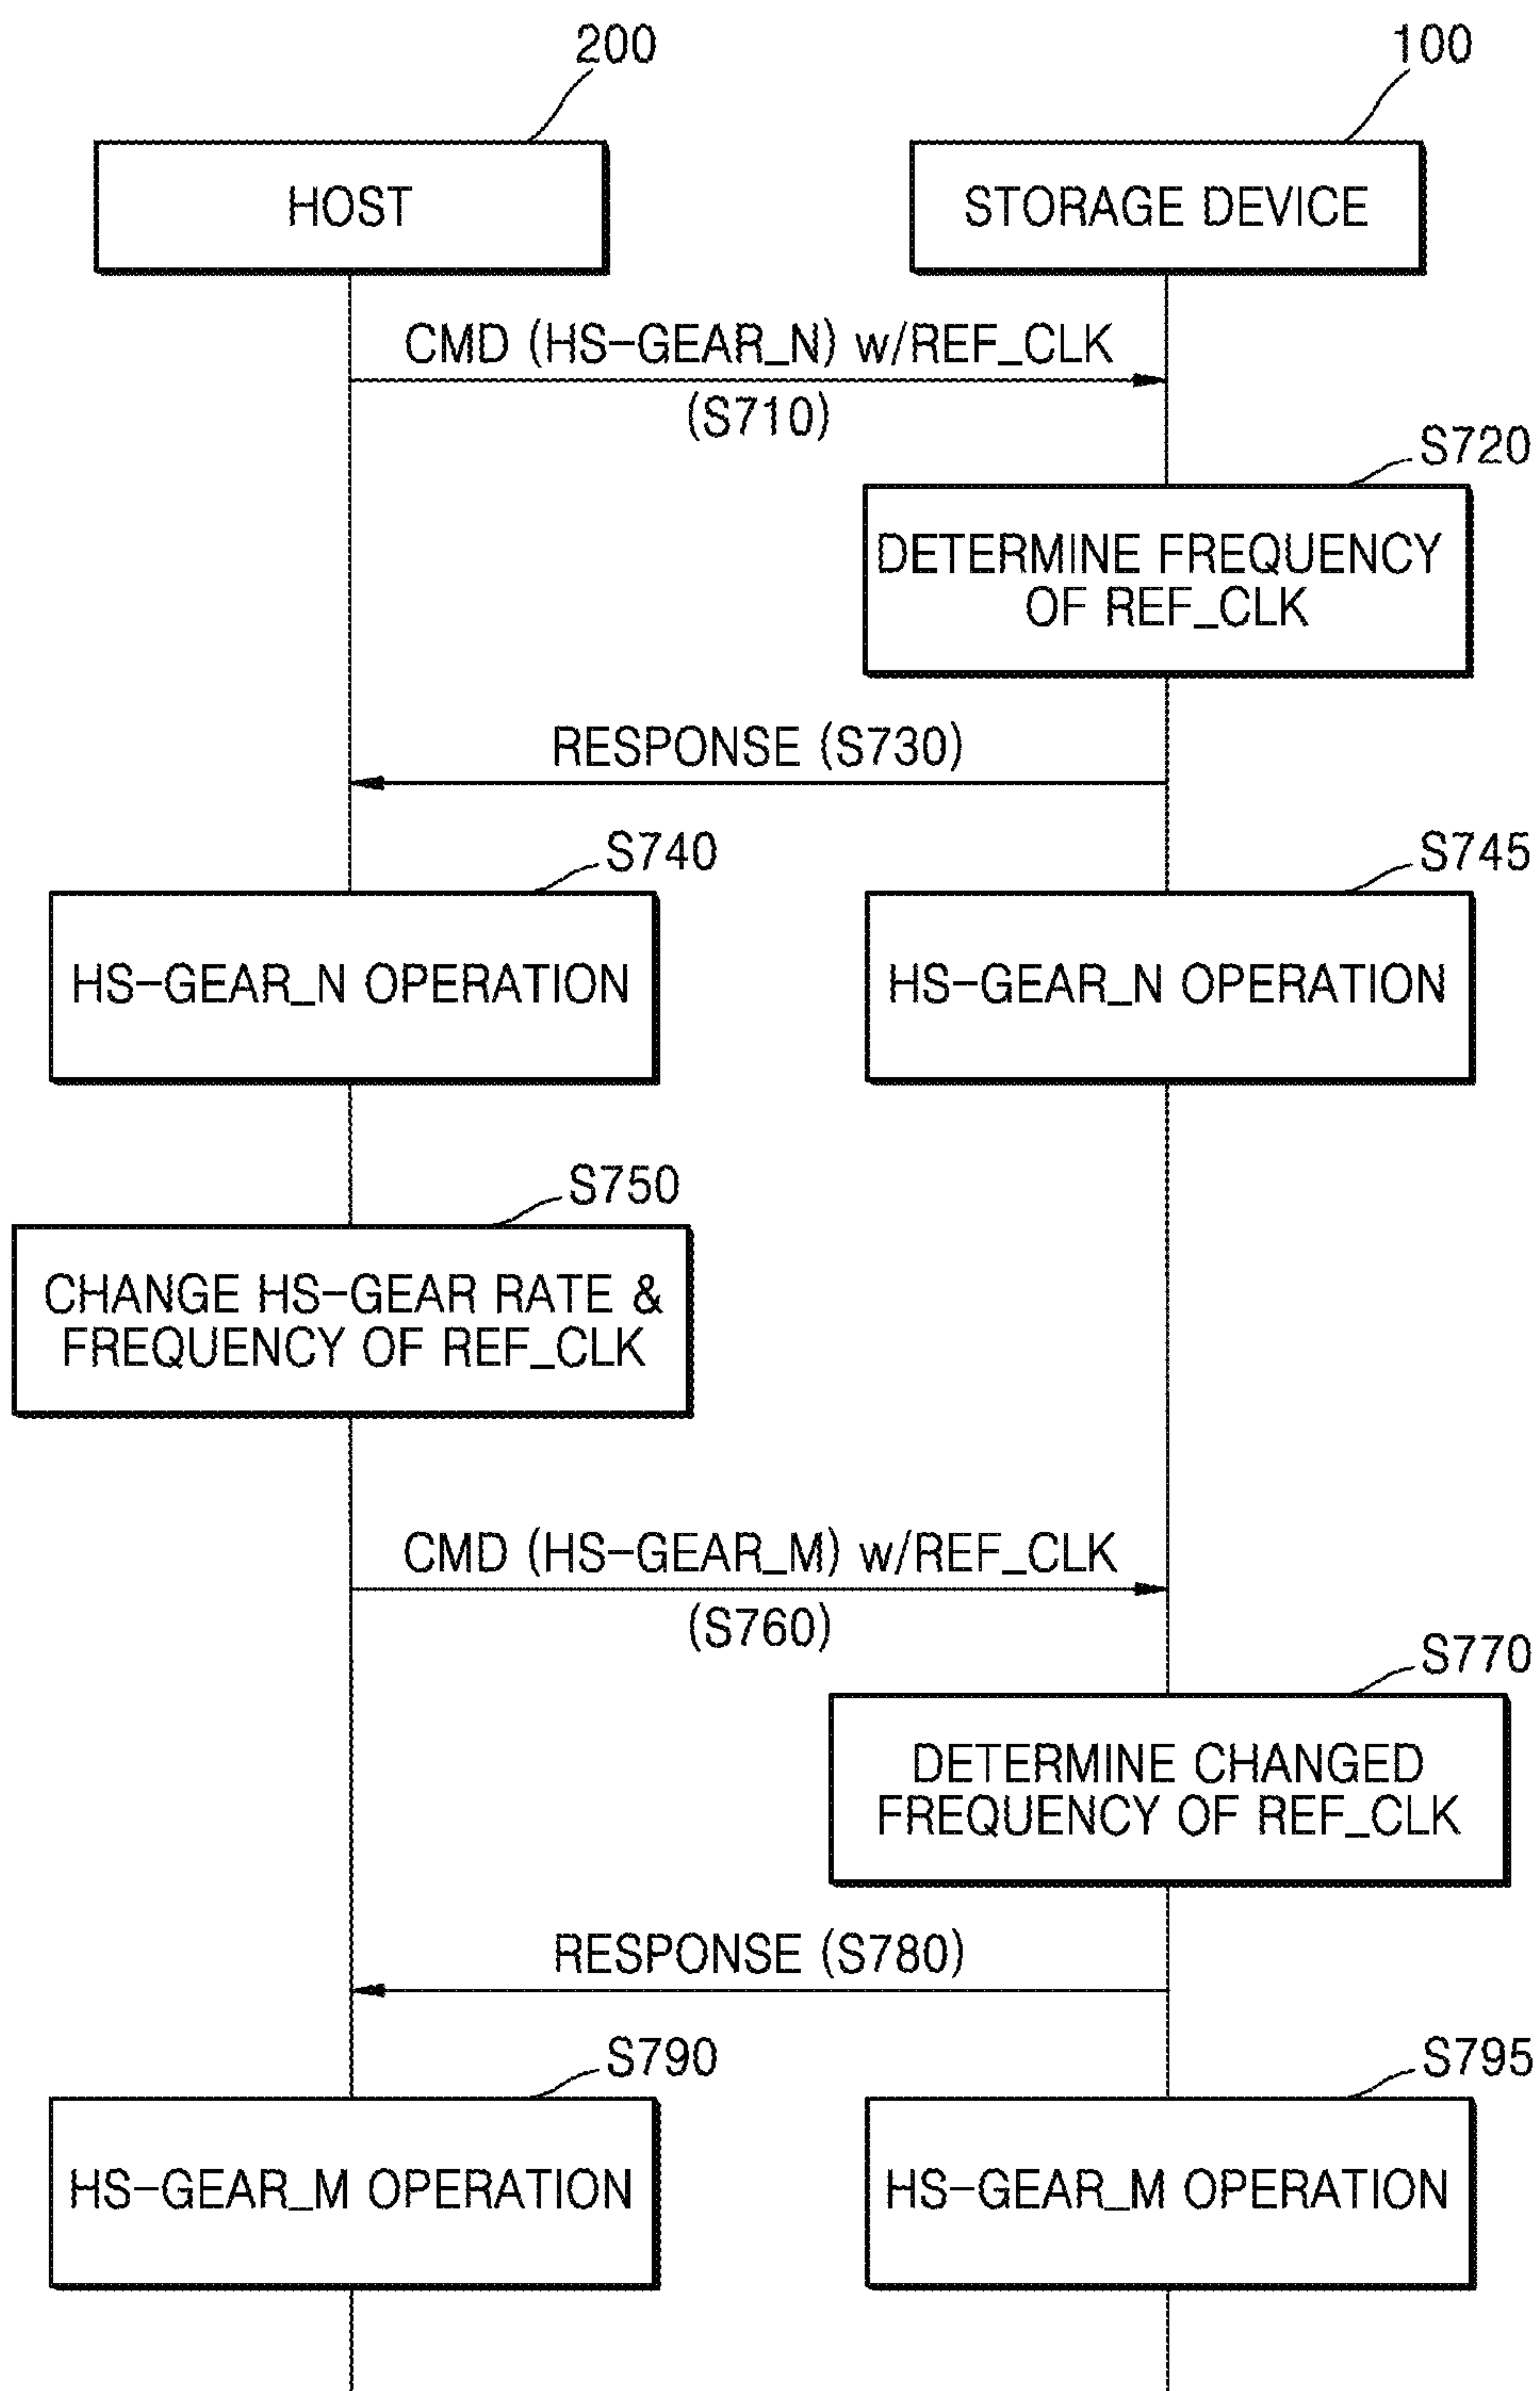 200
100
HOST
STORAGE DEVICE
CMD (HS-GEAR_N) w/REF_CLK
(S710)
S720
DETERMINE FREQUENCY
OF REF_CLK
RESPONSE (S730)
S740
S745
HS-GEAR_N OPERATION
HS-GEAR_N OPERATION
S750
CHANGE HS-GEAR RATE &
FREQUENCY OF REF_CLK
CMD (HS-GEAR_M) w/REF_CLK
(S760)
S770
DETERMINE CHANGED
FREQUENCY OF REF_CLK
RESPONSE (S780)
S790
S795
HS-GEAR_M OPERATION
HS-GEAR_M OPERATION